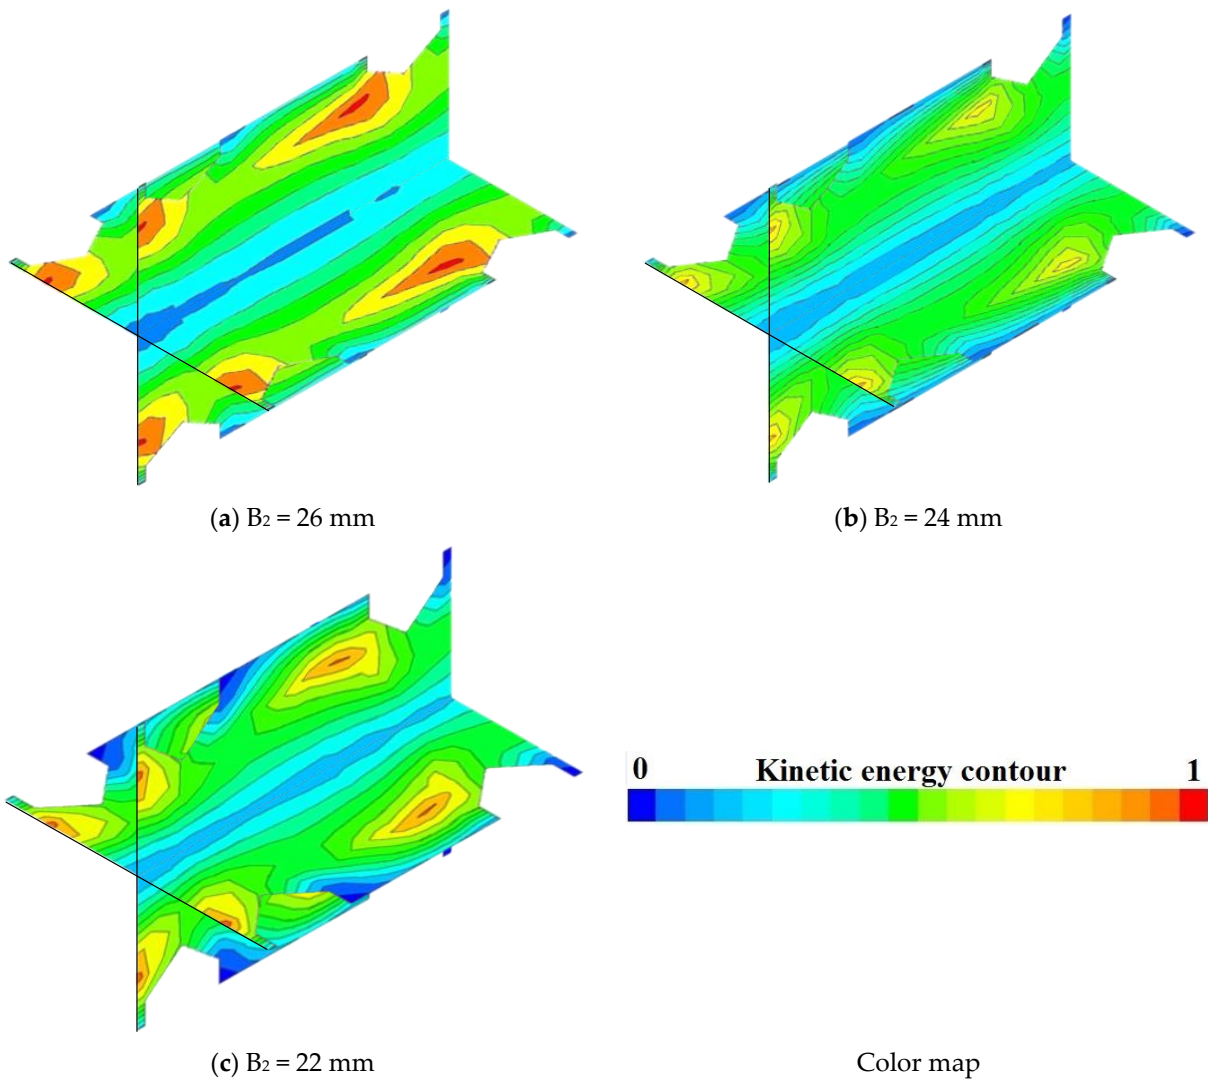 (a) B₂ = 26 mm
(b) B₂ = 24 mm
0 Kinetic energy contour 1
(c) B₂ = 22 mm
Color map